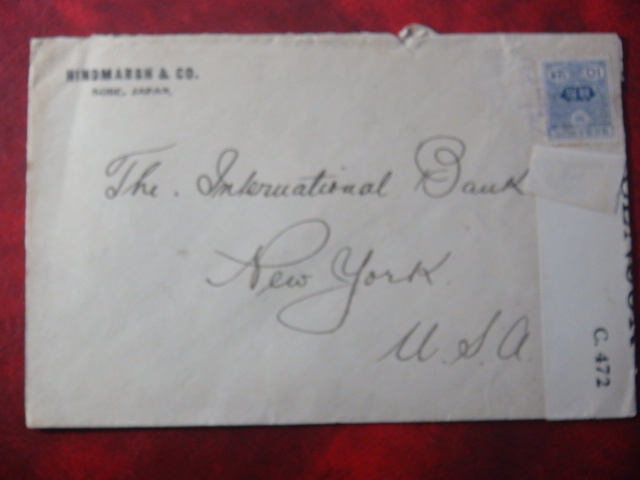 HINDMARSH & CO.
KOBE, JAPAN.
The. International Bank
New York.
U.S.A.
C. 472